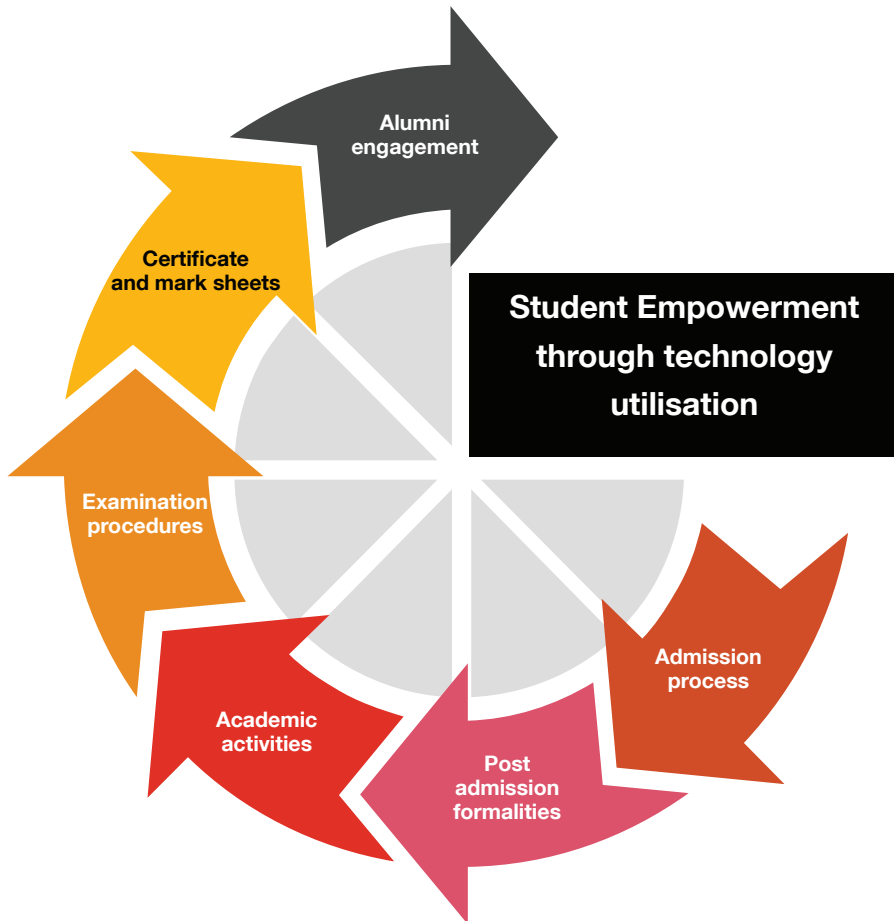 Alumni
engagement
Certificate
and mark sheets
Student Empowerment
through technology
utilisation
Examination
procedures
Admission
process
Academic
activities
Post
admission
formalities